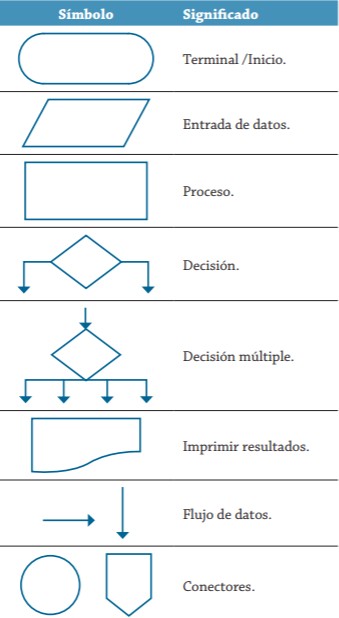 Símbolo Significado
Terminal /Inicio.
Entrada de datos.
Proceso.
Decisión.
Decisión múltiple.
Imprimir resultados.
Flujo de datos.
Conectores.